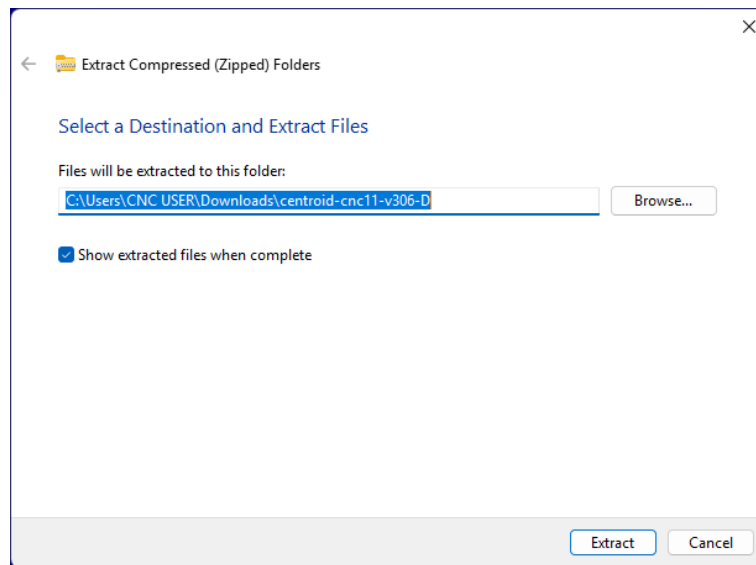 Extract Compressed (Zipped) Folders
Select a Destination and Extract Files
Files will be extracted to this folder:
C:\Users\CNC USER\Downloads\centroid-cnc11-v306-D
Browse...
Show extracted files when complete
Extract
Cancel